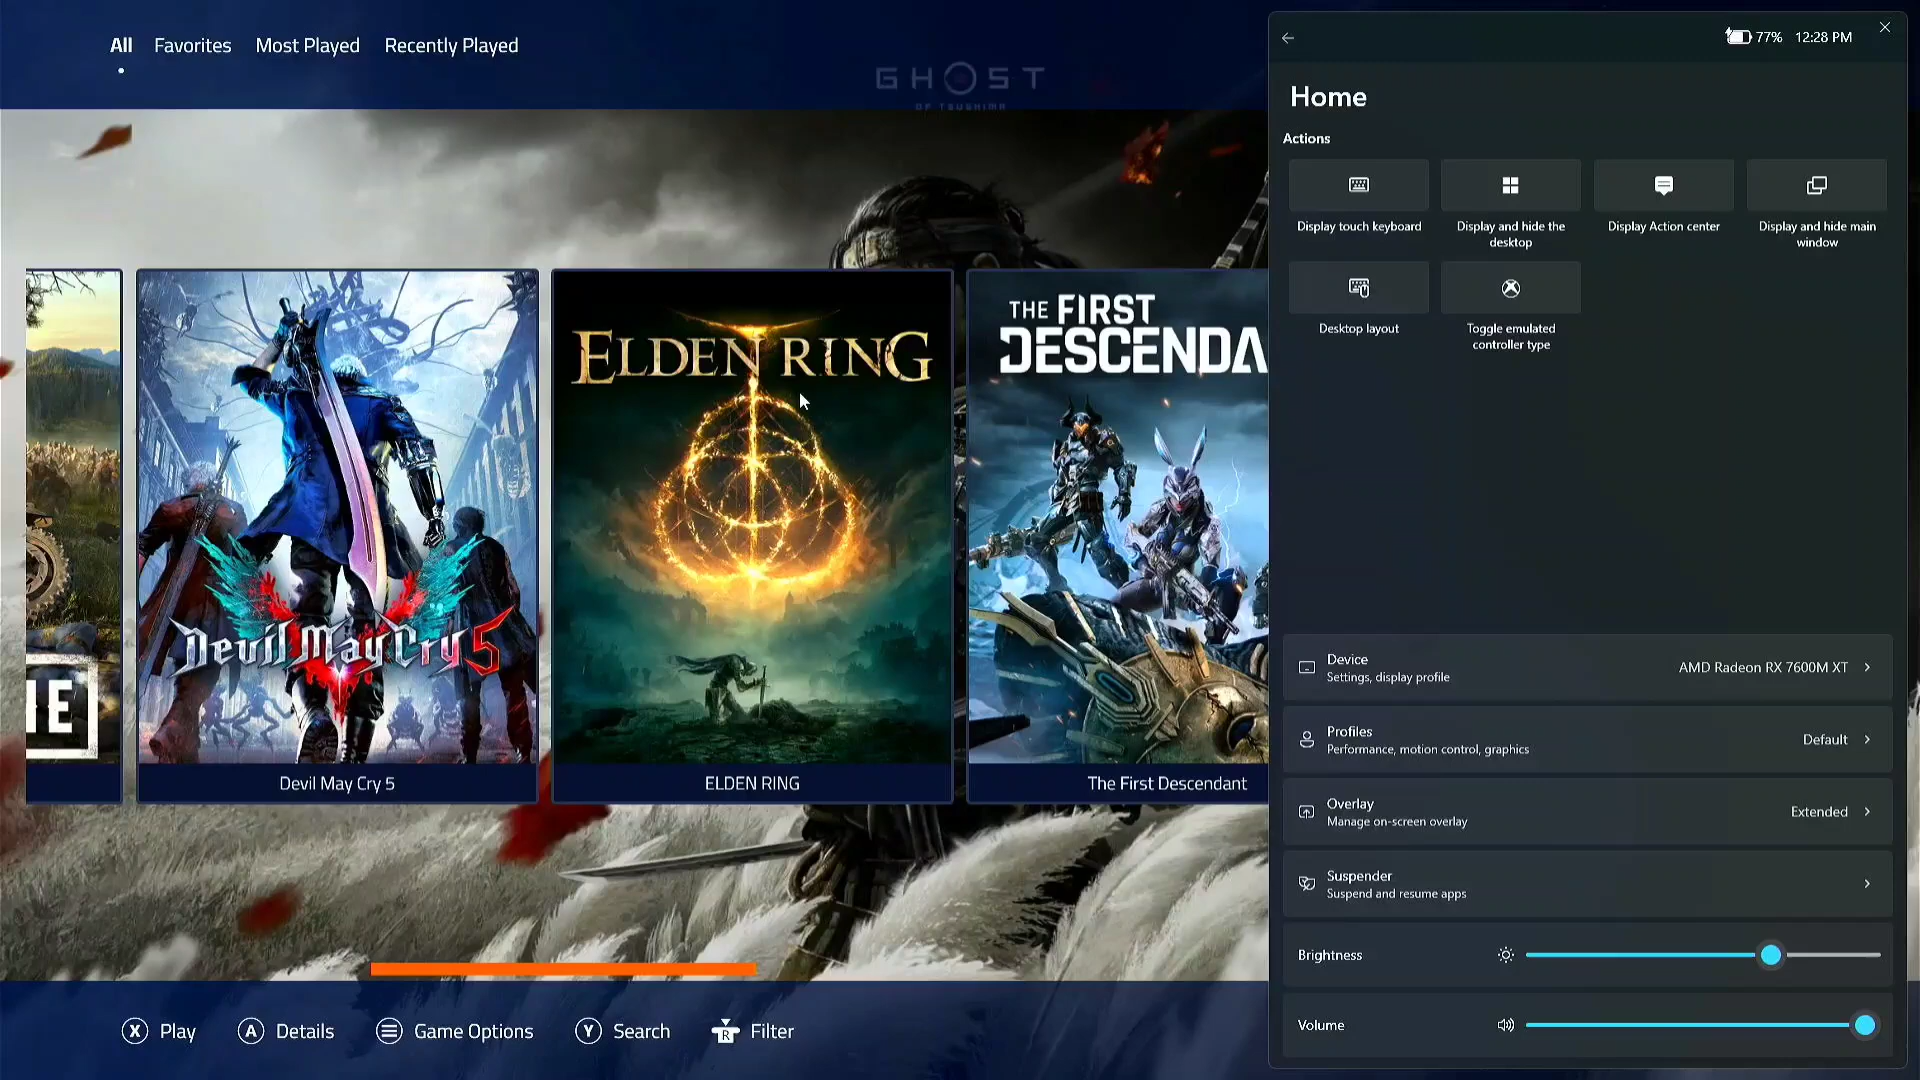 All Favorites Most Played Recently Played
GHOST
OF TSUSHIMA
77% 12:28 PM
Home
Actions
Display touch keyboard
Display and hide the
desktop
Display Action center
Display and hide main
window
Desktop layout
Toggle emulated
controller type
IE
Devil May Cry 5
Devil May Cry 5
ELDEN RING
ELDEN RING
THE FIRST
DESCENDA
The First Descendant
Device
Settings, display profile
AMD Radeon RX 7600M XT
Profiles
Performance, motion control, graphics
Default
Overlay
Manage on-screen overlay
Extended
Suspender
Suspend and resume apps
Brightness
Volume
X Play A Details Game Options Y Search R Filter